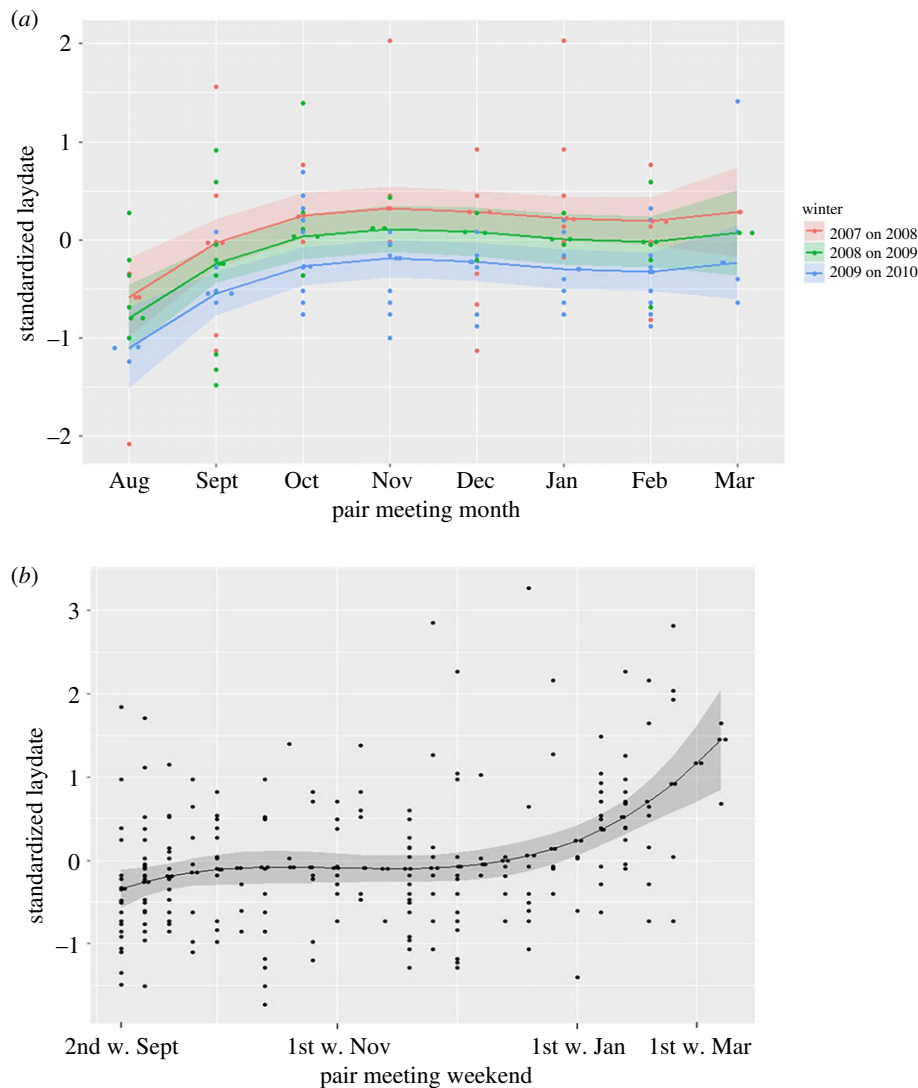 (a)
2
1
0
−1
−2
standardized laydate
Aug Sept Oct Nov Dec Jan Feb Mar
pair meeting month
winter
2007 on 2008
2008 on 2009
2009 on 2010
(b)
3
2
1
0
−1
standardized laydate
2nd w. Sept 1st w. Nov 1st w. Jan 1st w. Mar
pair meeting weekend